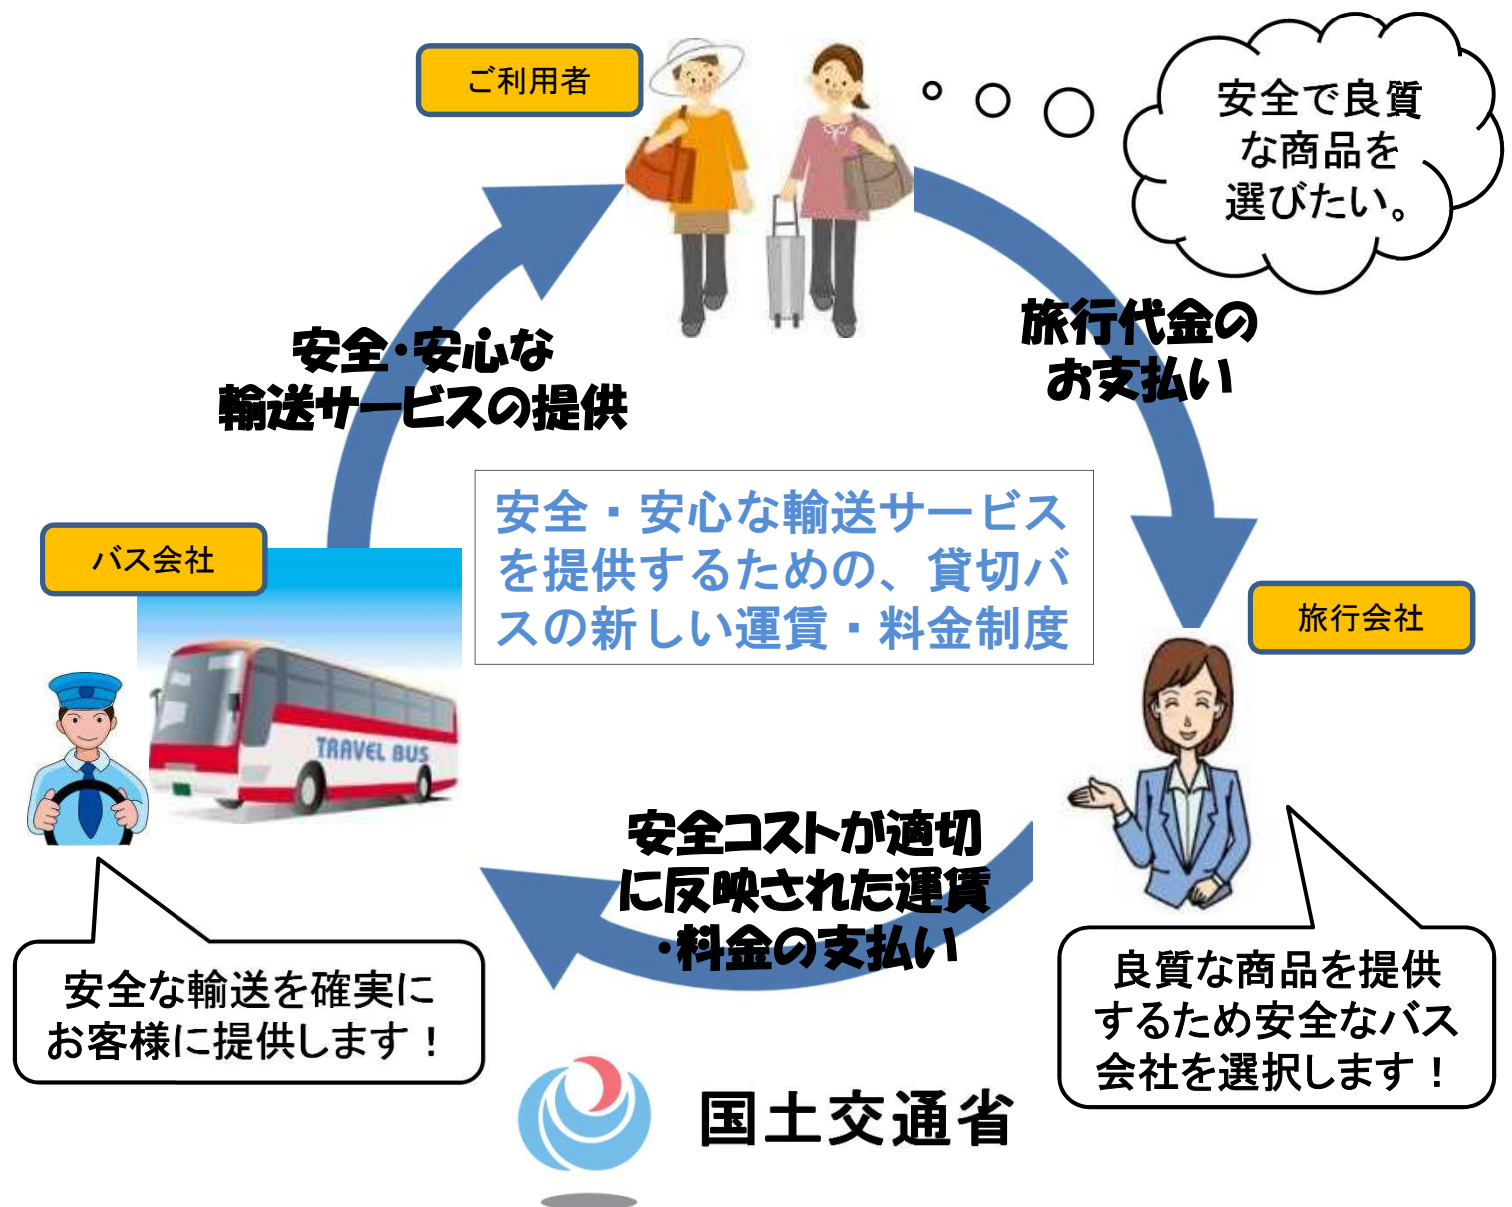 ご利用者
安全で良質
な商品を
選びたい。
旅行代金の
お支払い
安全・安心な
輸送サービスの提供
安全・安心な輸送サービス
を提供するための、貸切バ
スの新しい運賃・料金制度
バス会社
旅行会社
TRAVEL BUS
安全コストが適切
に反映された運賃
・料金の支払い
安全な輸送を確実に
お客様に提供します！
良質な商品を提供
するため安全なバス
会社を選択します！
国土交通省